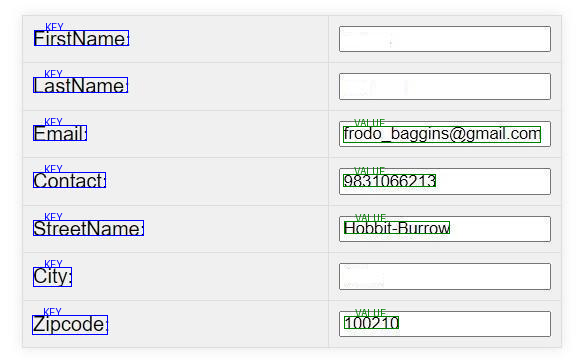 KEY
FirstName:
KEY
LastName:
KEY VALUE
Email: frodo_baggins@gmail.com
KEY VALUE
Contact: 9831066213
KEY VALUE
StreetName: Hobbit-Burrow
KEY
City:
KEY VALUE
Zipcode: 100210